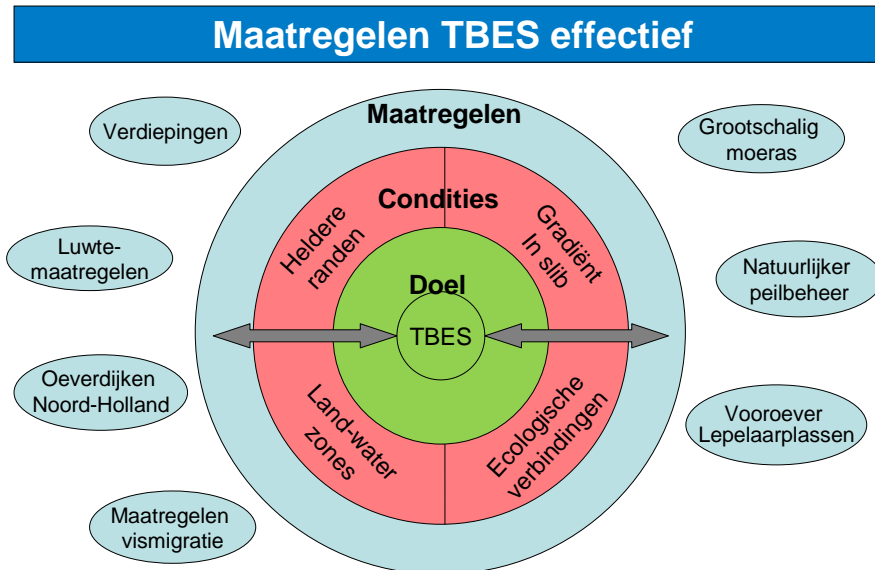 Maatregelen TBES effectief
Verdiepingen
Luwte-
maatregelen
Oeverdijken
Noord-Holland
Maatregelen
vismigratie
Maatregelen
Condities
Heldere
randen
Gradiënt
In slib
Doel
TBES
Land-water
zones
Ecologische
verbindingen
Grootschalig
moeras
Natuurlijker
peilbeheer
Vooroever
Lepelaarplassen